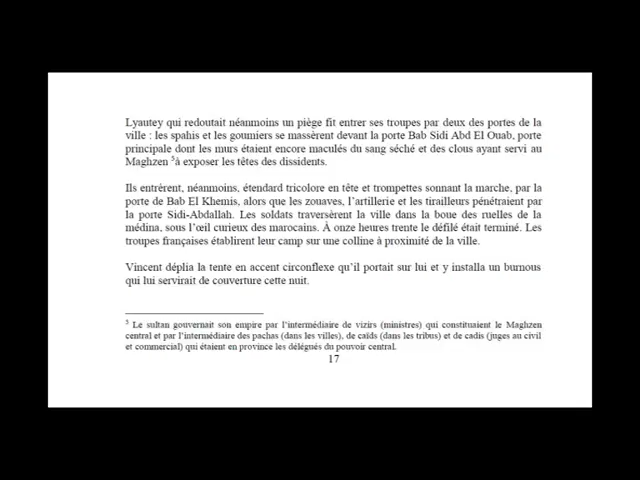 Lyautey qui redoutait néanmoins un piège fit entrer ses troupes par deux des portes de la
ville : les spahis et les goumiers se massèrent devant la porte Bab Sidi Abd El Ouab, porte
principale dont les murs étaient encore maculés du sang séché et des clous ayant servi au
Maghzen ⁵à exposer les têtes des dissidents.
Ils entrèrent, néanmoins, étendard tricolore en tête et trompettes sonnant la marche, par la
porte de Bab El Khemis, alors que les zouaves, l’artillerie et les tirailleurs pénétraient par
la porte Sidi-Abdallah. Les soldats traversèrent la ville dans la boue des ruelles de la
médina, sous l’œil curieux des marocains. À onze heures trente le défilé était terminé. Les
troupes françaises établirent leur camp sur une colline à proximité de la ville.
Vincent déplia la tente en accent circonflexe qu’il portait sur lui et y installa un burnous
qui lui servirait de couverture cette nuit.
⁵ Le sultan gouvernait son empire par l’intermédiaire de vizirs (ministres) qui constituaient le Maghzen
central et par l’intermédiaire des pachas (dans les villes), de caïds (dans les tribus) et de cadis (juges au civil
et commercial) qui étaient en province les délégués du pouvoir central.
17